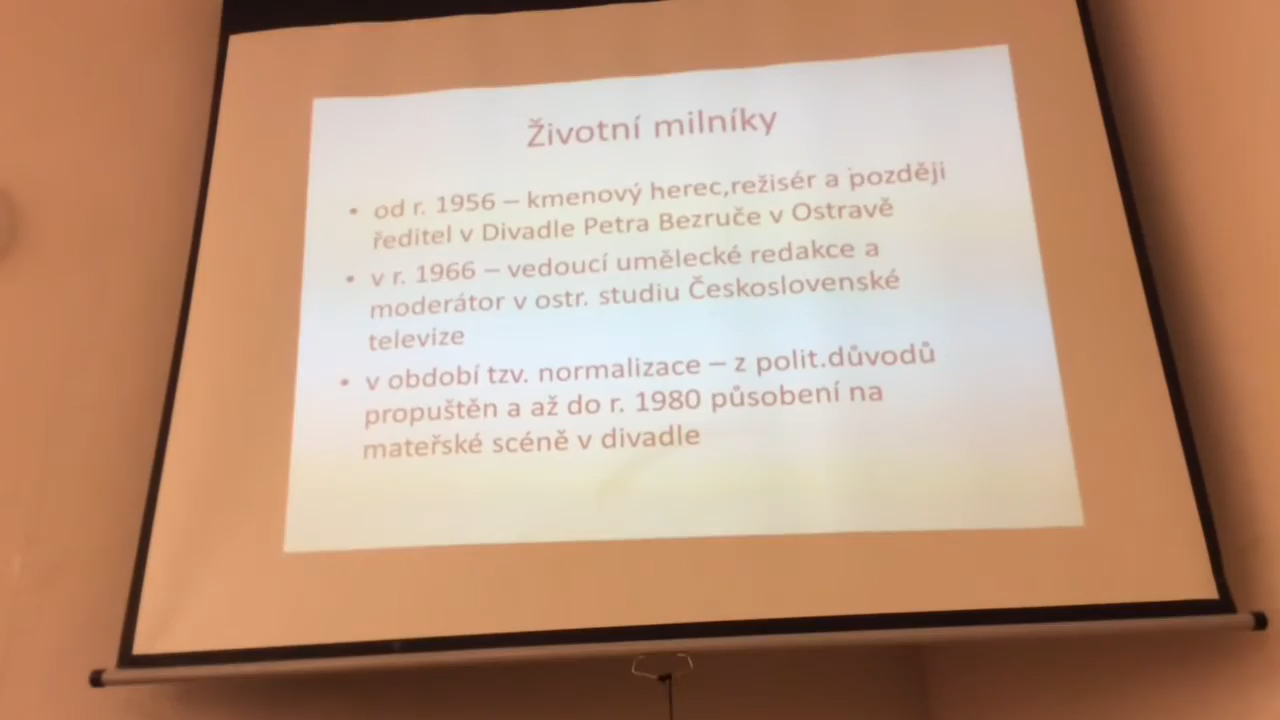 Životní milníky
• od r. 1956 – kmenový herec,režisér a později
ředitel v Divadle Petra Bezruče v Ostravě
• v r. 1966 – vedoucí umělecké redakce a
moderátor v ostr. studiu Československé
televize
• v období tzv. normalizace – z polit.důvodů
propuštěn a až do r. 1980 působení na
mateřské scéně v divadle